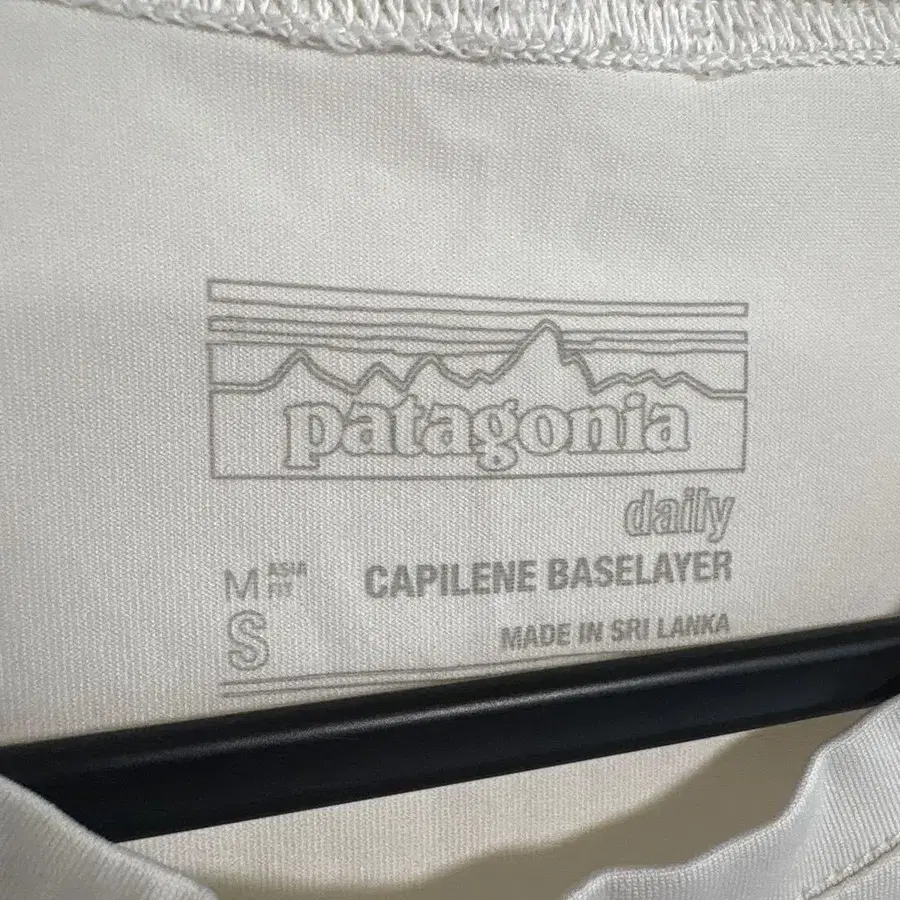 patagonia
daily
M ASIA FIT CAPILENE BASELAYER
S MADE IN SRI LANKA